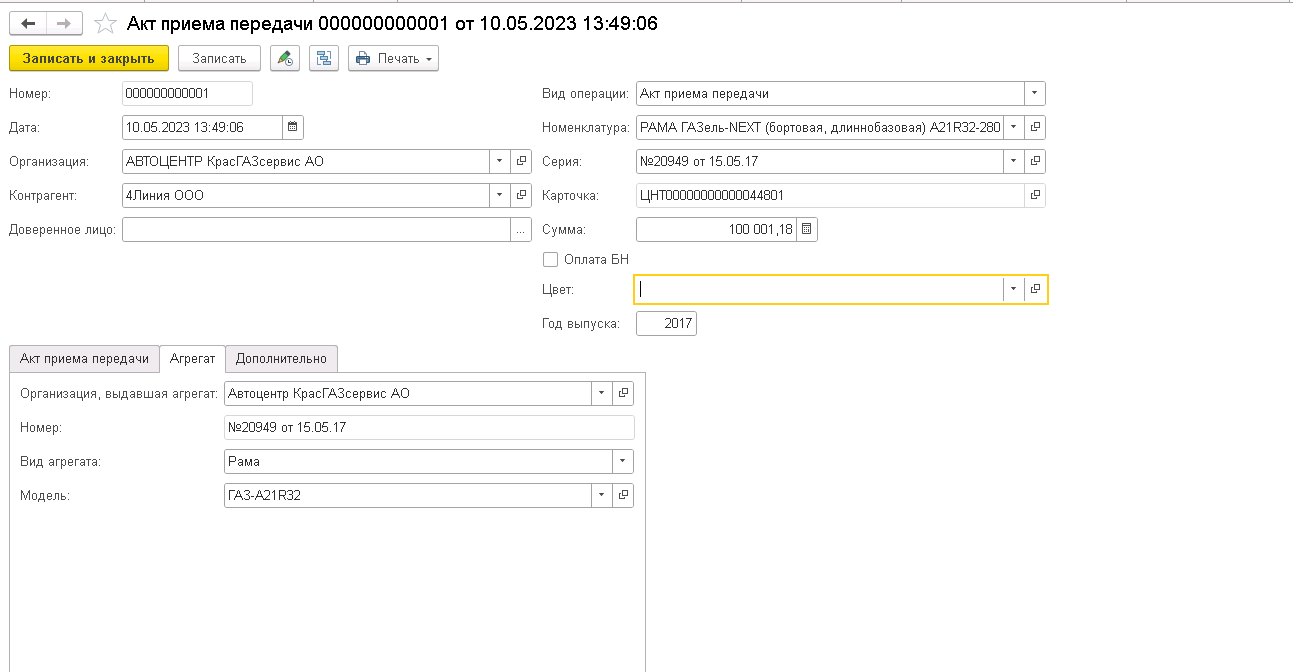 Акт приема передачи 000000000001 от 10.05.2023 13:49:06
Записать и закрыть
Записать
Печать
Номер:
000000000001
Вид операции:
Акт приема передачи
Дата:
10.05.2023 13:49:06
Номенклатура:
РАМА ГАЗель-NEXT (бортовая, длиннобазовая) А21R32-280
Организация:
АВТОЦЕНТР КрасГАЗсервис АО
Серия:
№20949 от 15.05.17
Контрагент:
4Линия ООО
Карточка:
ЦНТ00000000000044801
Доверенное лицо:
...
Сумма:
100 001,18
Оплата БН
Цвет:
Год выпуска:
2017
Акт приема передачи
Агрегат
Дополнительно
Организация, выдавшая агрегат:
Автоцентр КрасГАЗсервис АО
Номер:
№20949 от 15.05.17
Вид агрегата:
Рама
Модель:
ГАЗ-А21R32